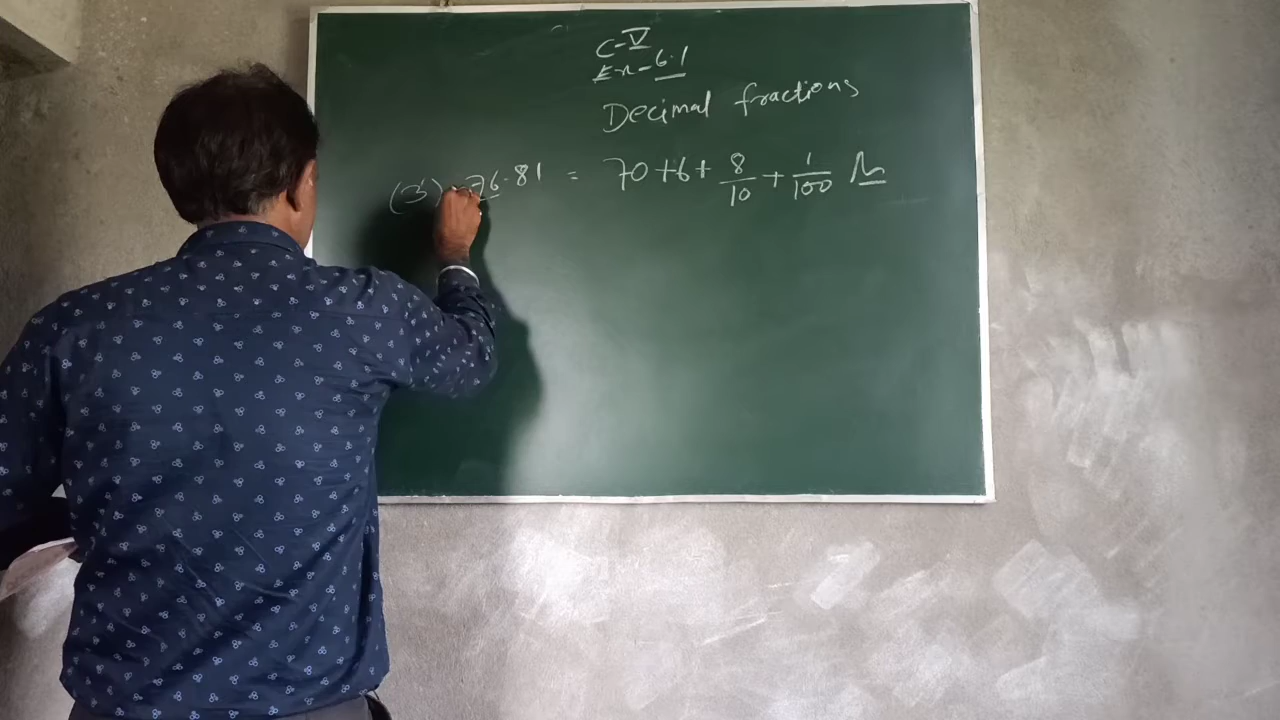 C-V
Ex-6.1
Decimal fractions
(3) 76.81 = 70+6+ 8/10 + 1/100